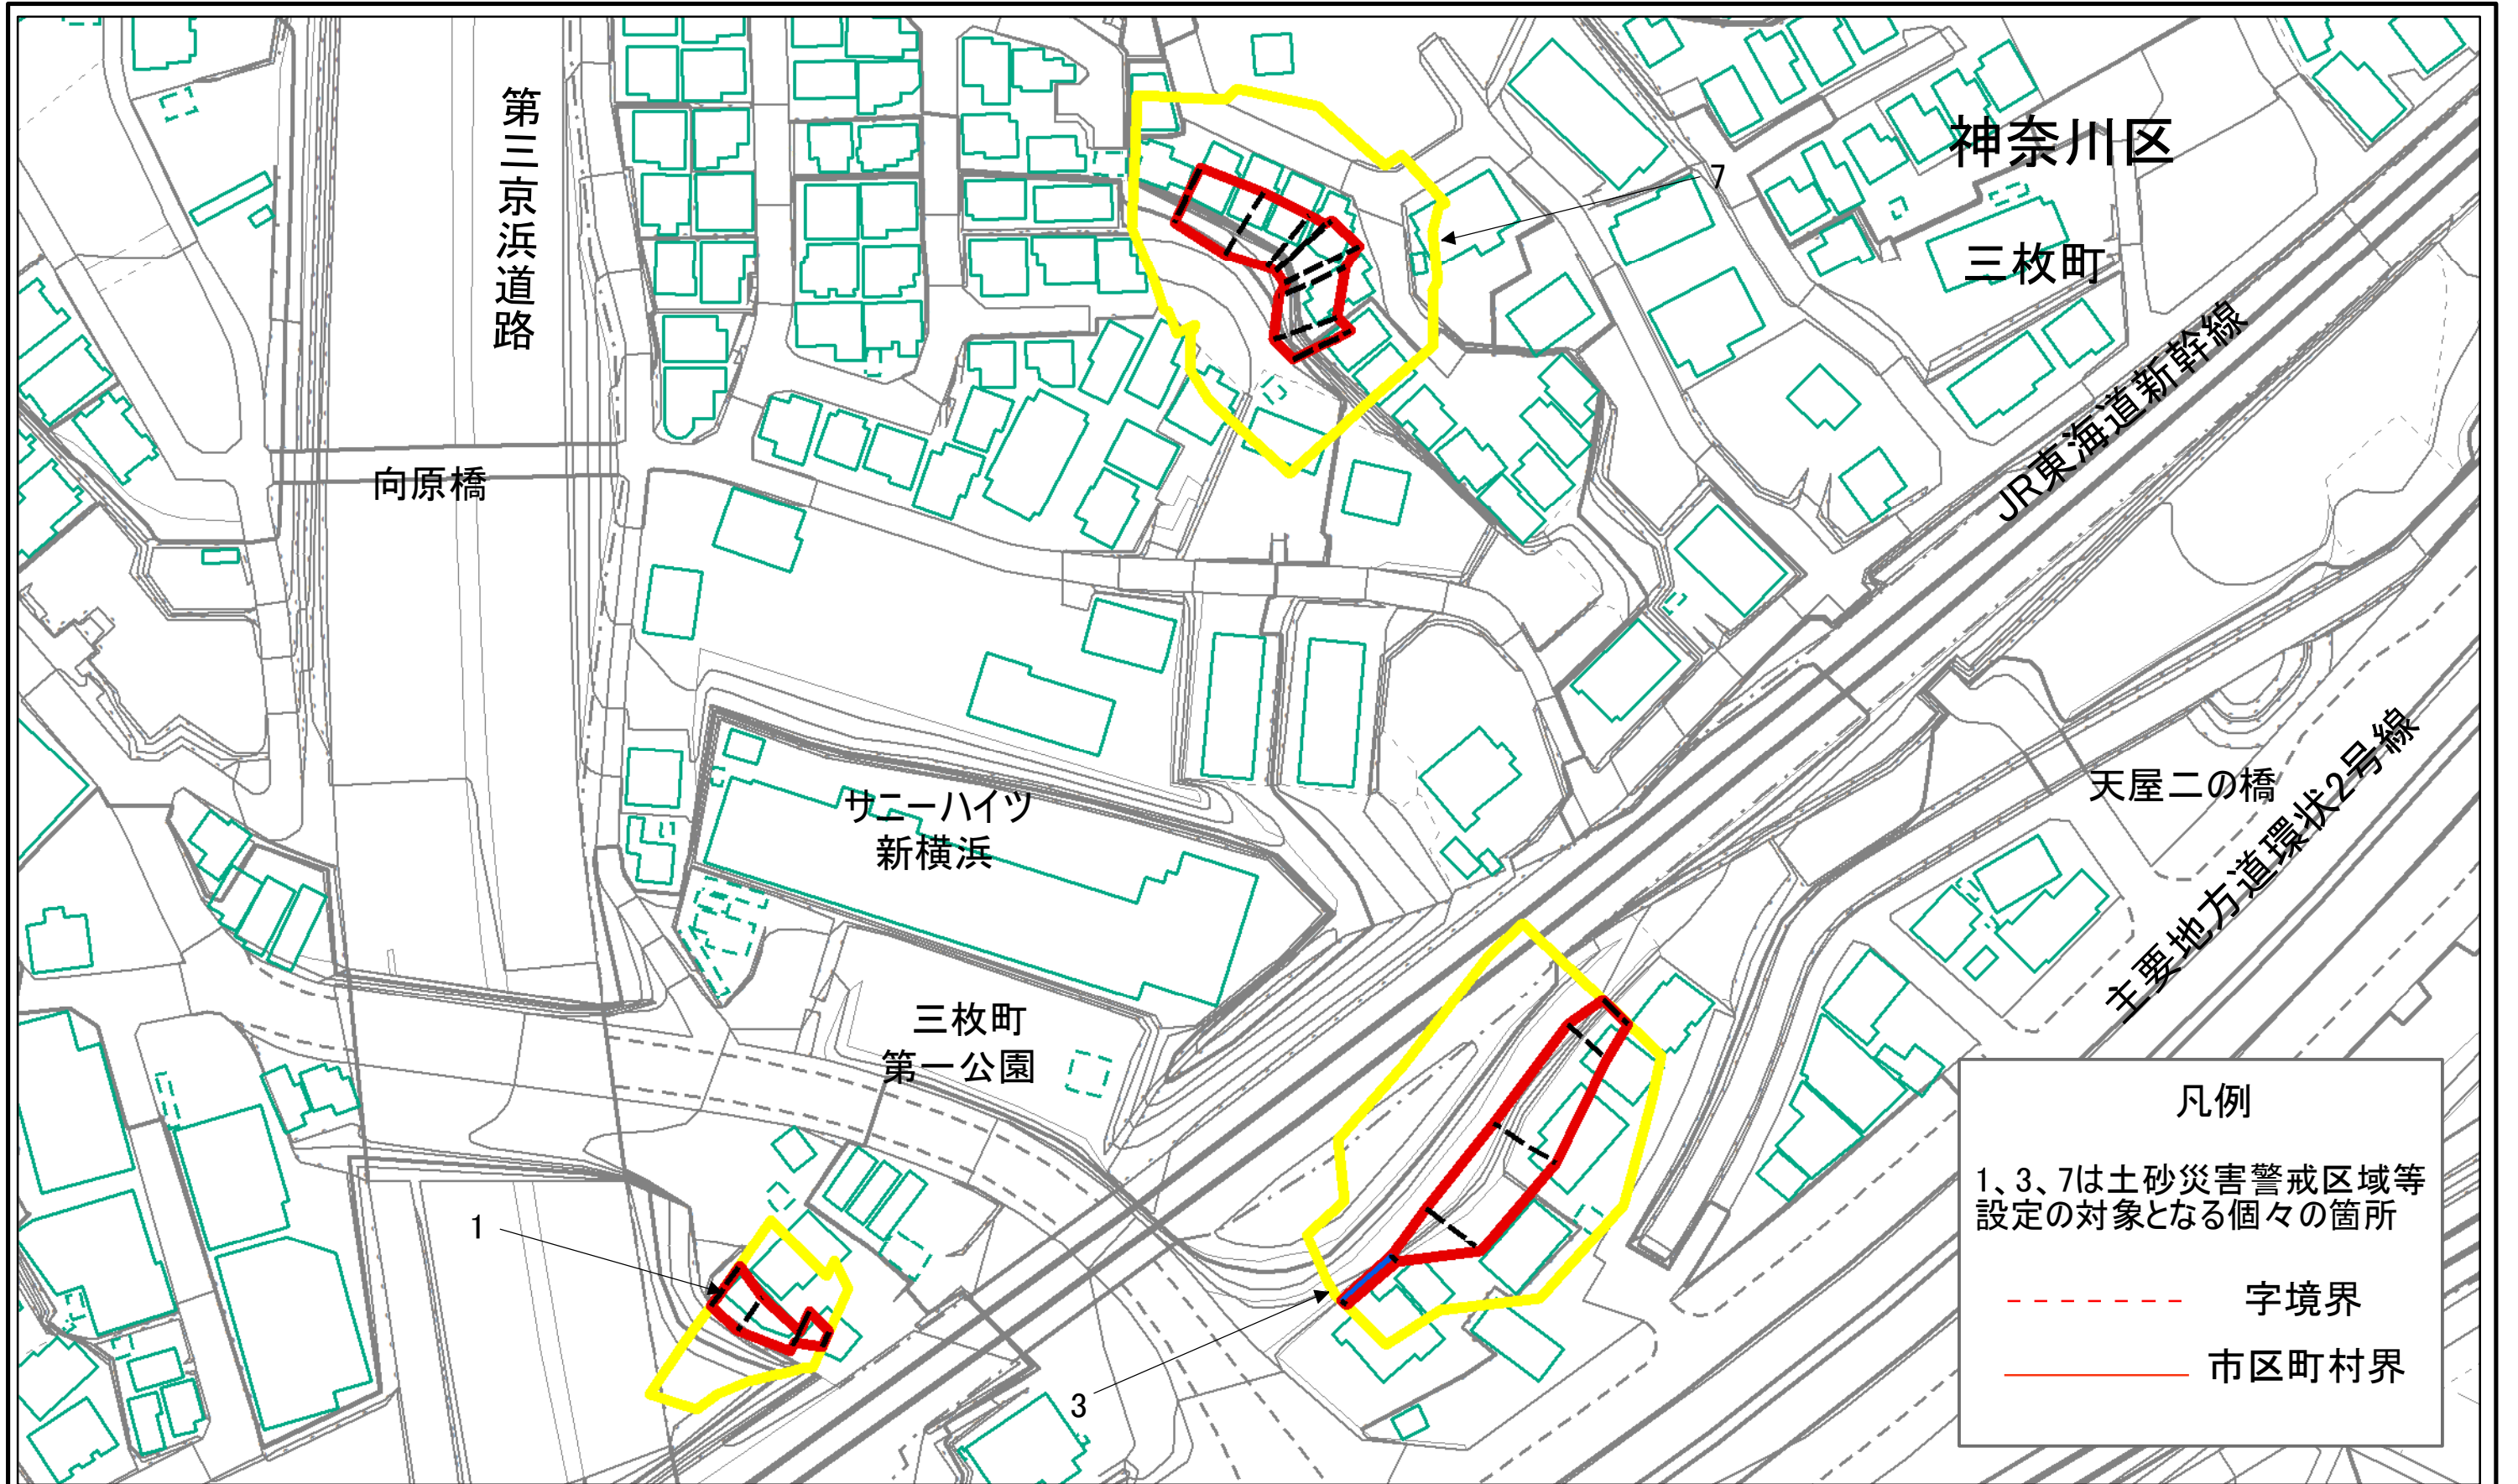 第三京浜道路
神奈川区
7
三枚町
JR東海道新幹線
向原橋
天屋二の橋
サニーハイツ
新横浜
主要地方道環状2号線
三枚町
第一公園
1
3
凡例
1、3、7は土砂災害警戒区域等
設定の対象となる個々の箇所
字境界
市区町村界